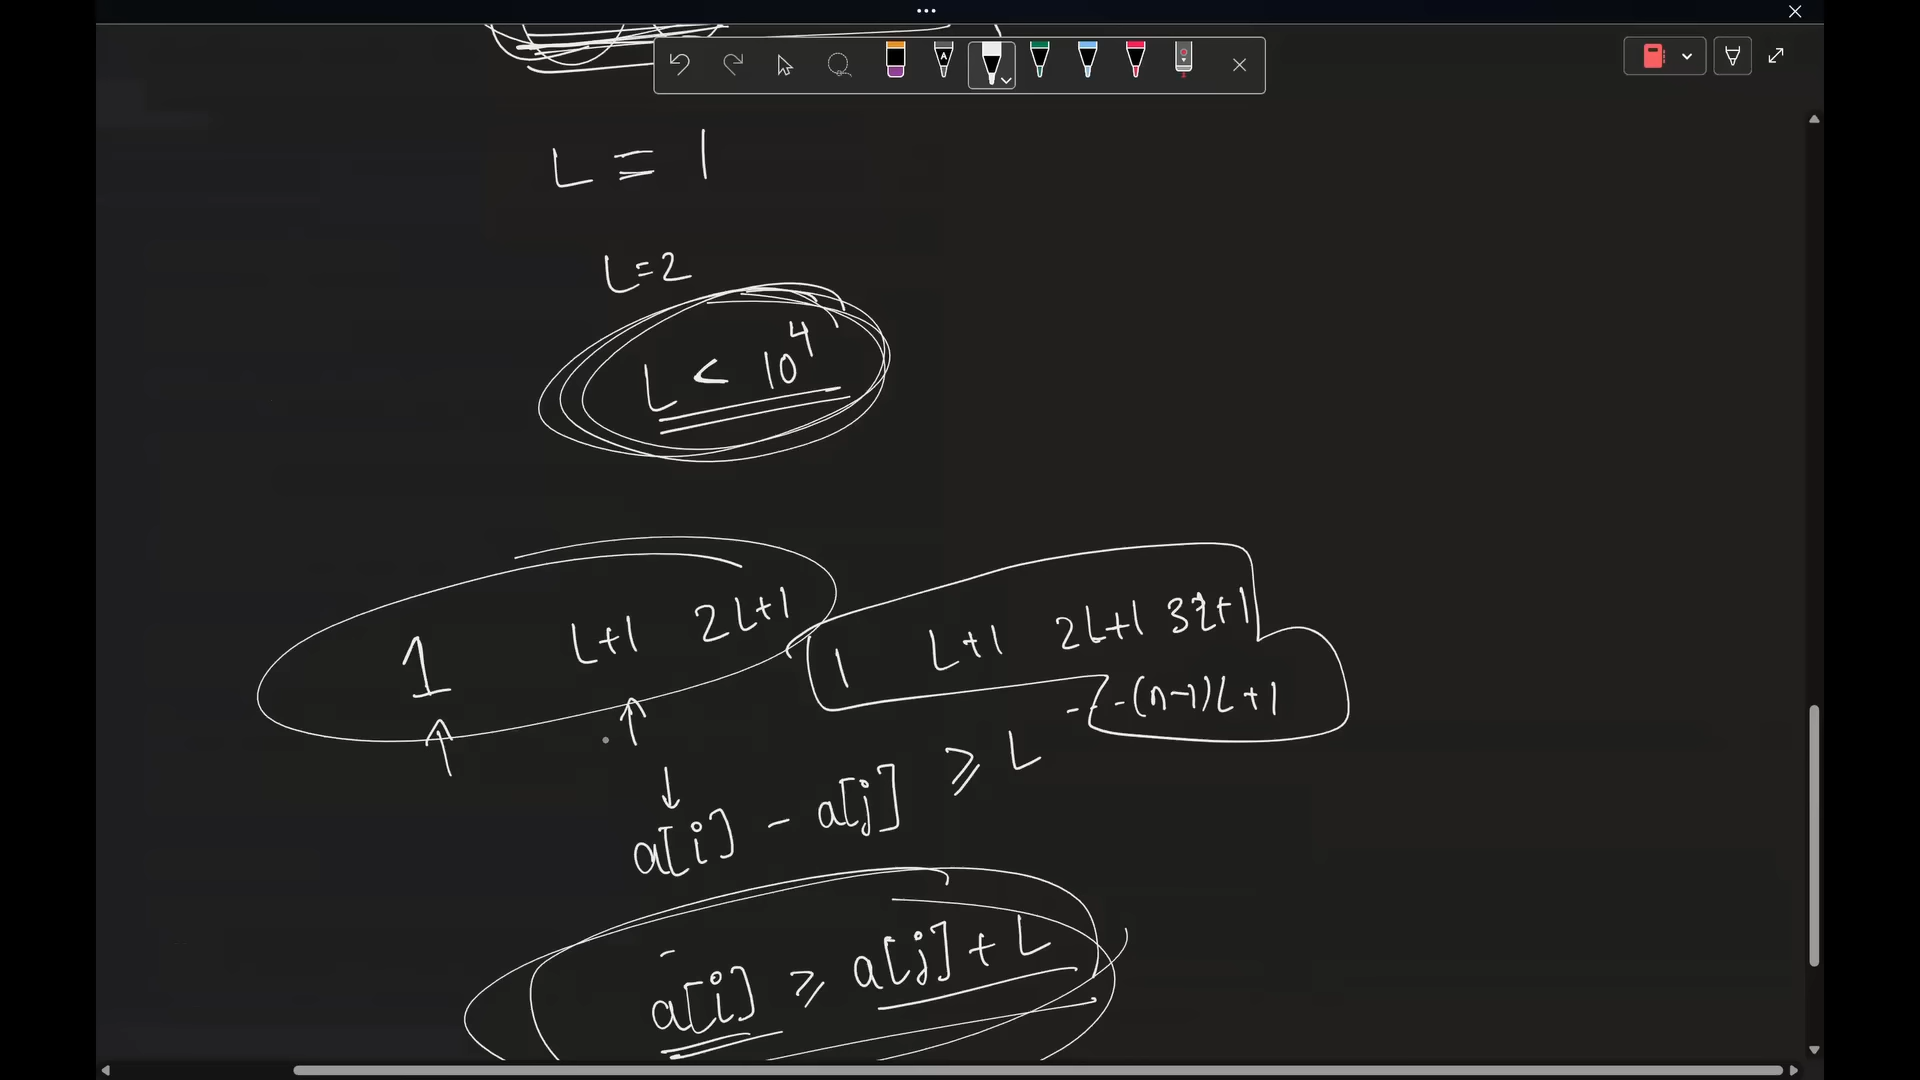 L = 1
L=2
L < 10^4
1 L+1 2L+1
1 L+1 2L+1 3L+1
---(n-1)L+1
a[i] - a[j] ≥ L
a[i] ≥ a[j] + L